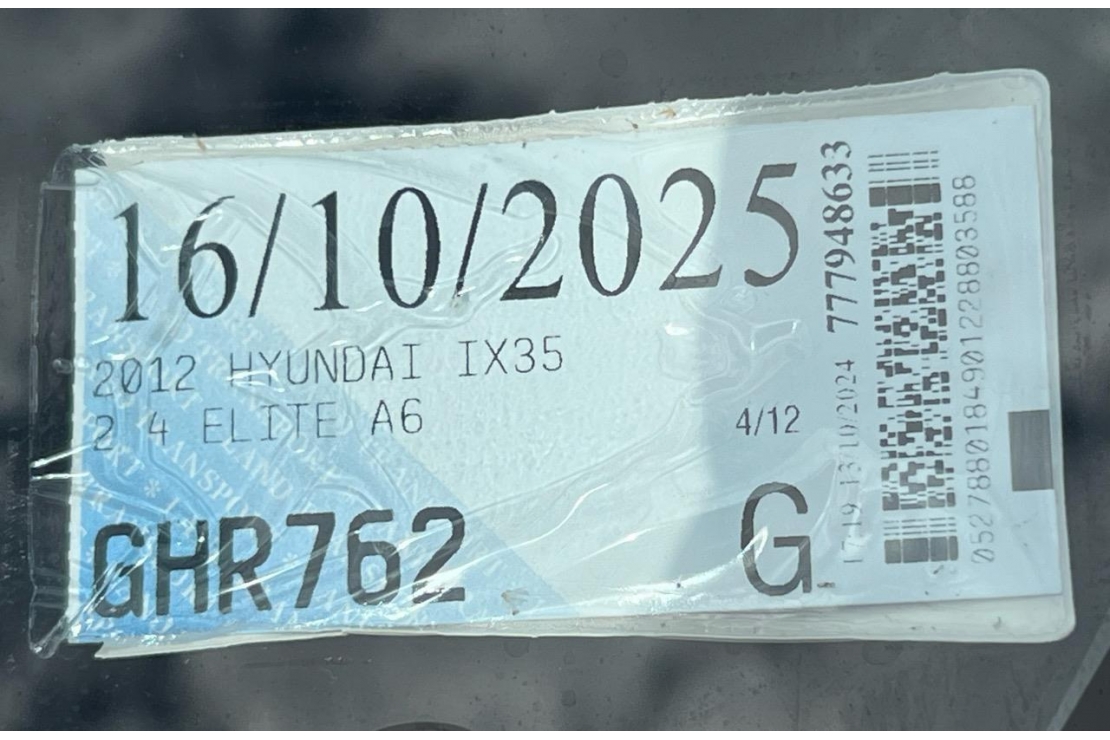 16/10/2025
2012 HYUNDAI IX35
2 4 ELITE A6
4/12
GHR762
G
17:19 13/10/2024 777948633
0527880184901228803588